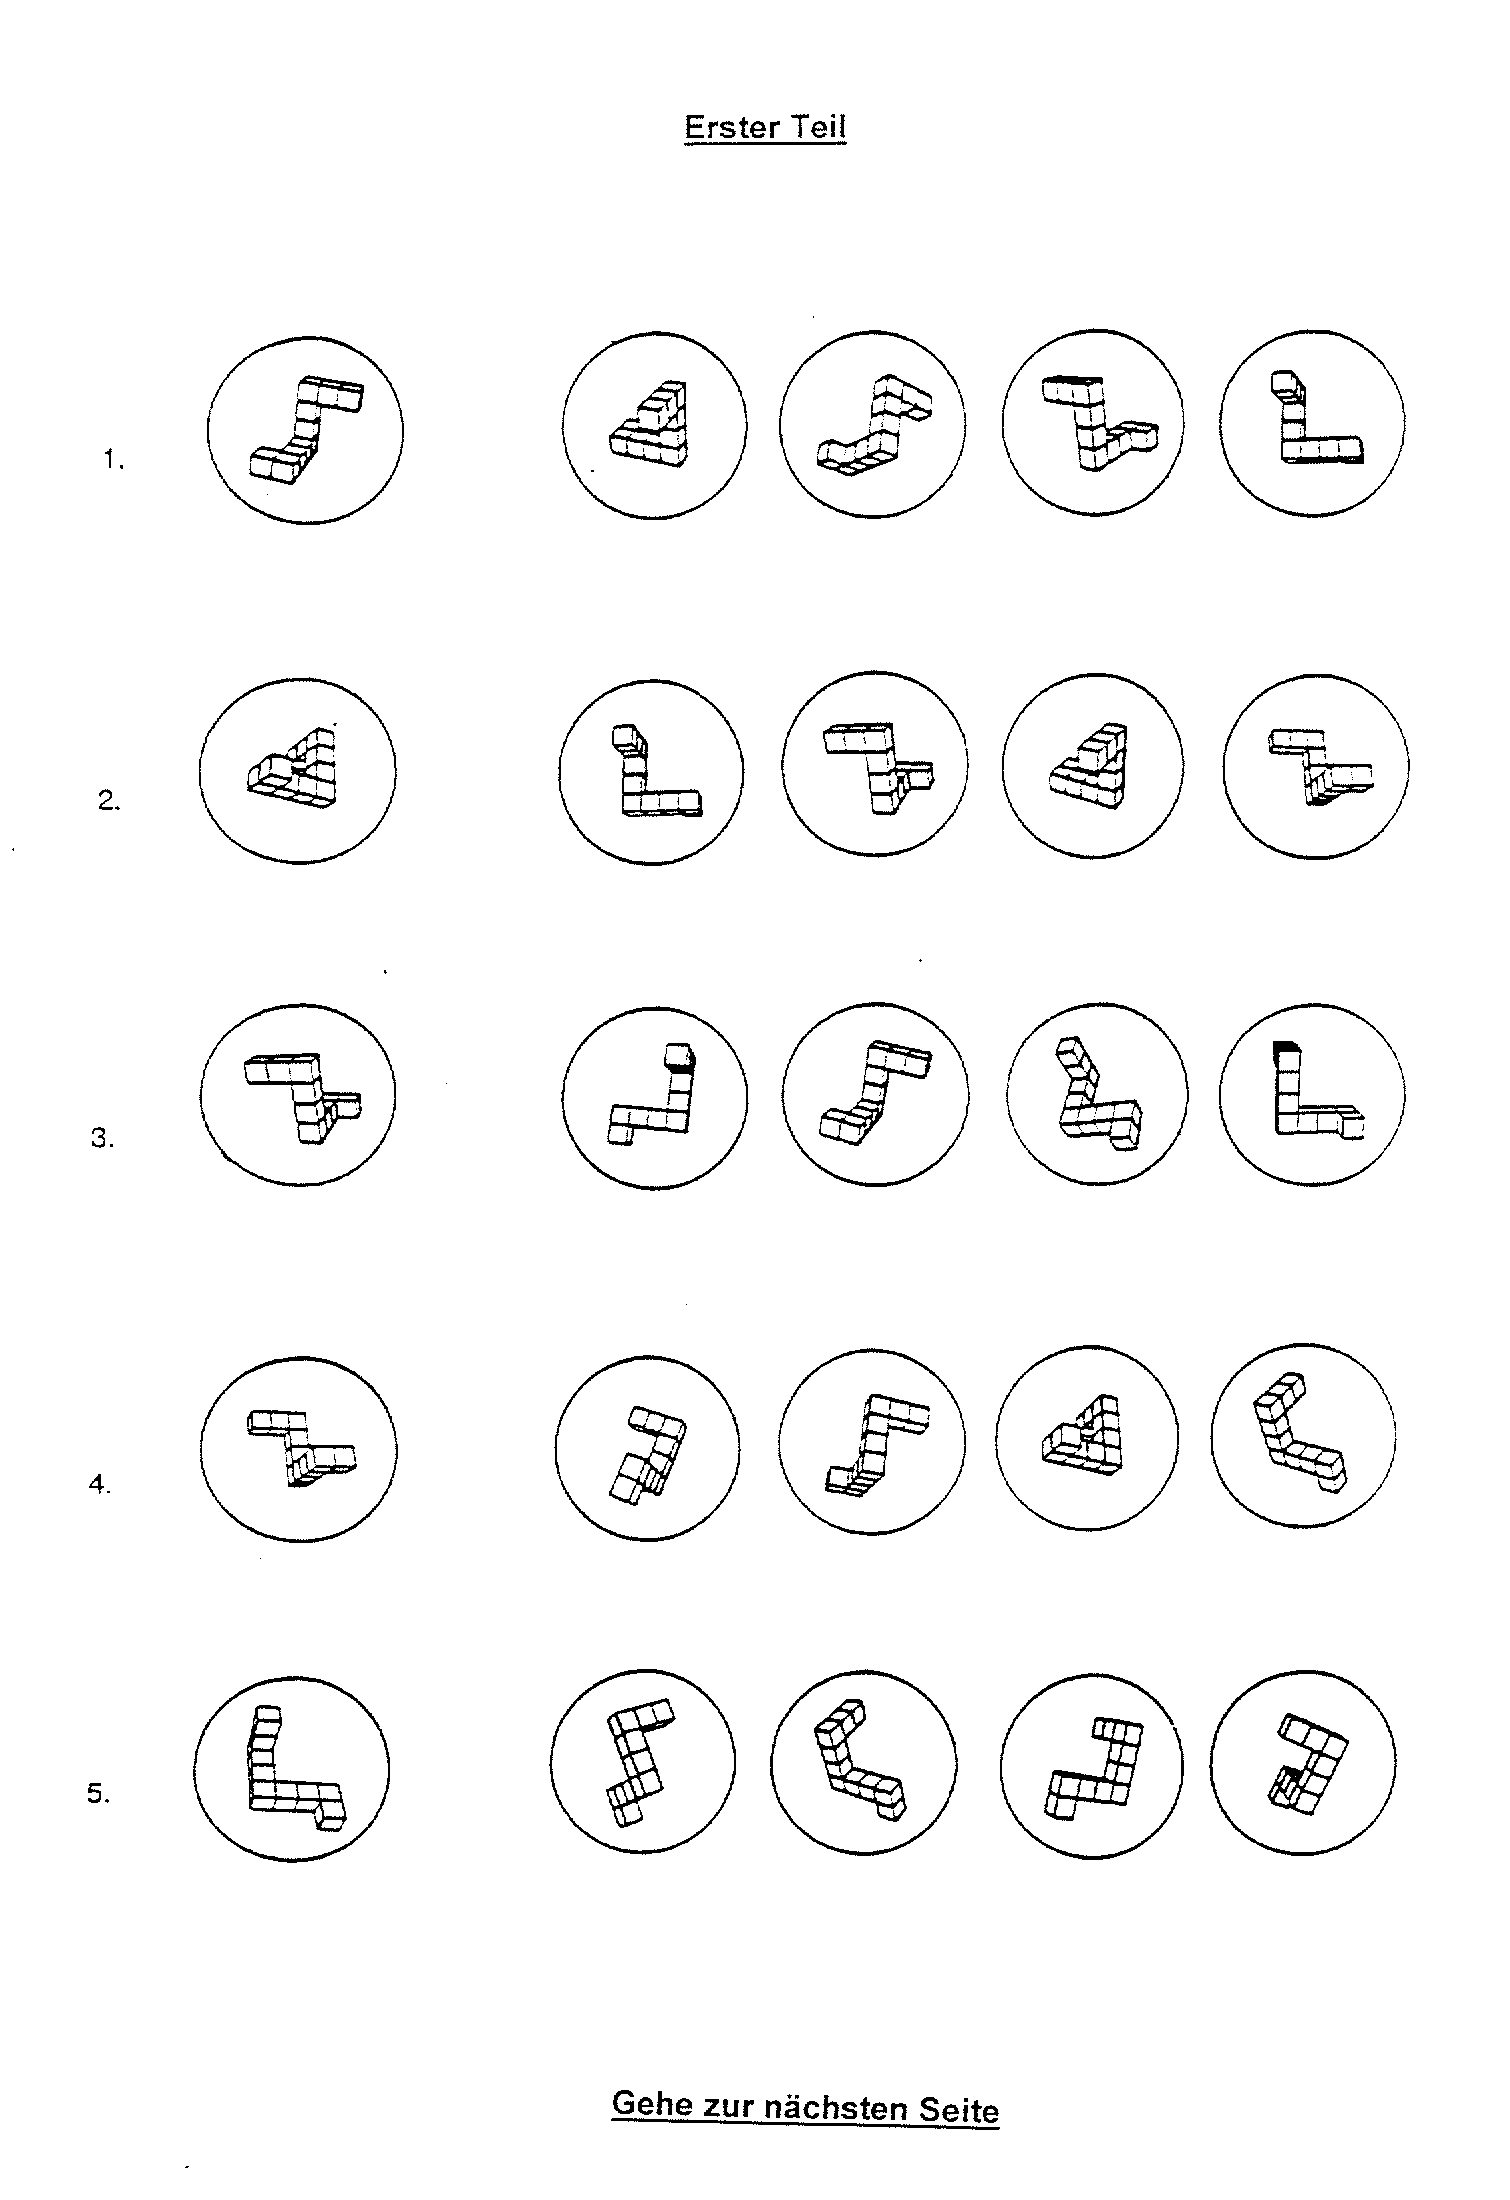 Erster Teil
1.
2.
3.
4.
5.
Gehe zur nächsten Seite